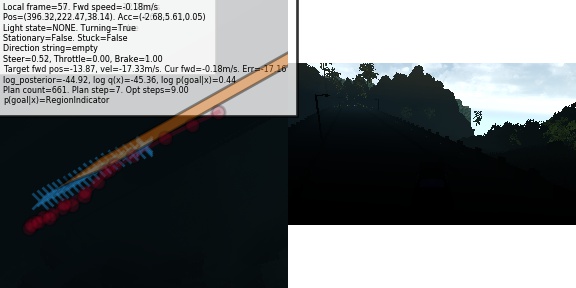 Local frame=57. Fwd speed=-0.18m/s
Pos=(396.32,222.47,38.14). Acc=(-2.68,5.61,0.05)
Light state=NONE. Turning=True
Stationary=False. Stuck=False
Direction string=empty
Steer=0.52, Throttle=0.00, Brake=1.00
Target fwd pos=-13.87, vel=-17.33m/s. Cur fwd=-0.18m/s. Err=-17.16
log_posterior=-44.92, log q(x)=-45.36, log p(goal|x)=0.44
Plan count=661. Plan step=7. Opt steps=9.00
p(goal|x)=RegionIndicator